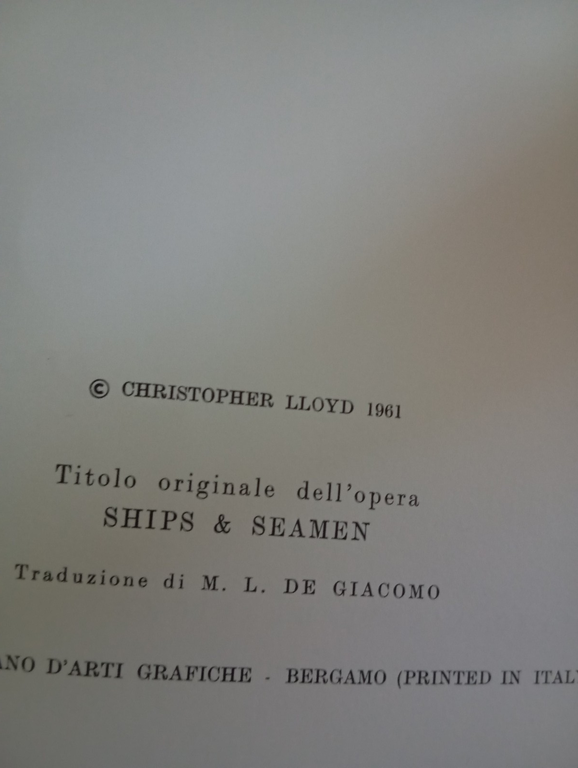 © CHRISTOPHER LLOYD 1961
Titolo originale dell'opera
SHIPS & SEAMEN
Traduzione di M. L. DE GIACOMO
D'ARTI GRAFICHE - BERGAMO (PRINTED IN